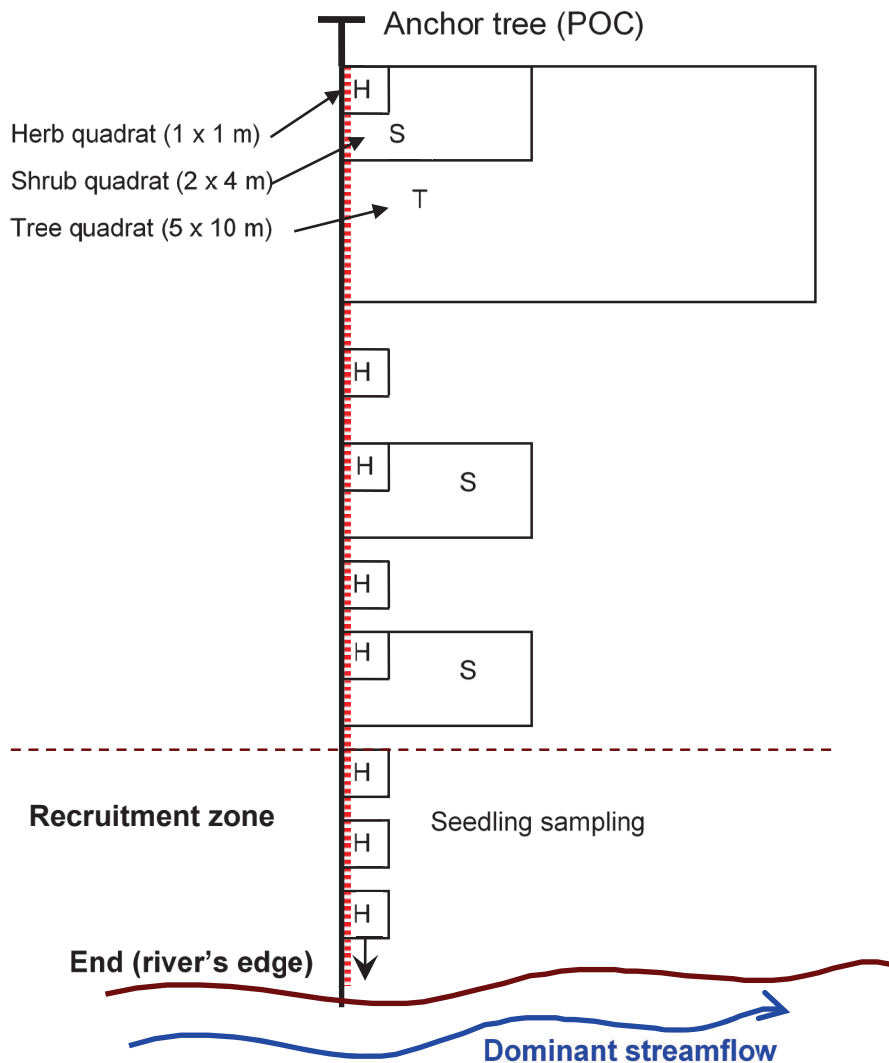 Anchor tree (POC)
H
Herb quadrat (1 x 1 m)
S
Shrub quadrat (2 x 4 m)
T
Tree quadrat (5 x 10 m)
H
H
S
H
H
S
H
Recruitment zone
Seedling sampling
H
H
End (river's edge)
Dominant streamflow